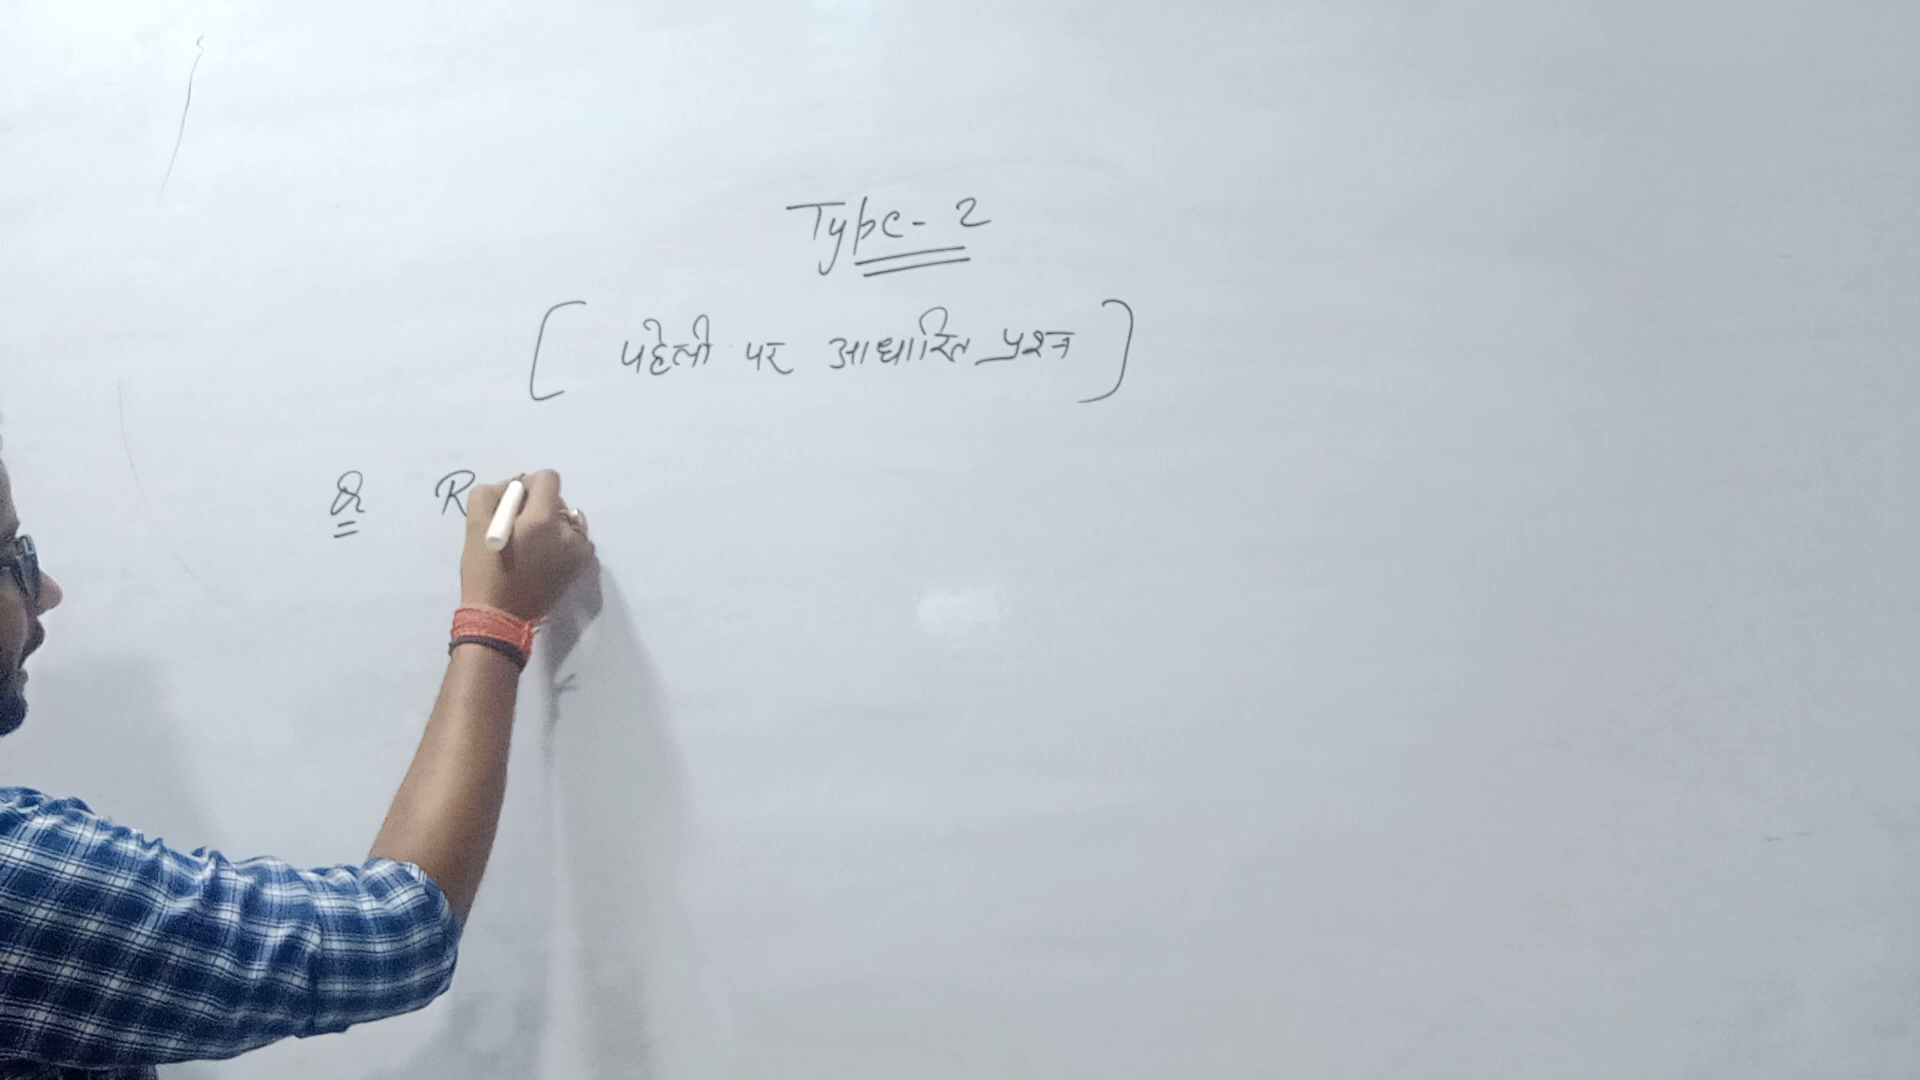 Type- 2
[ पहेली पर आधारित प्रश्न ]
Q R